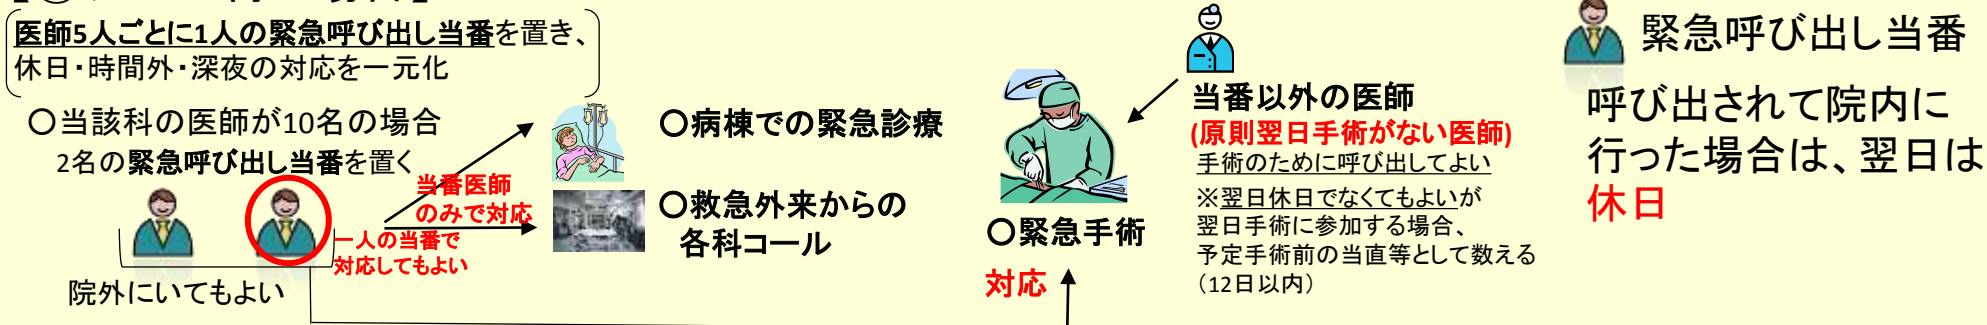 医師5人ごとに1人の緊急呼び出し当番を置き、
休日・時間外・深夜の対応を一元化
〇当該科の医師が10名の場合
2名の緊急呼び出し当番を置く
当番医師
のみで対応
一人の当番で
対応してもよい
院外にいてもよい
〇病棟での緊急診療
〇救急外来からの
各科コール
〇緊急手術
対応
当番以外の医師
(原則翌日手術がない医師)
手術のために呼び出してよい
※翌日休日でなくてもよいが
翌日手術に参加する場合、
予定手術前の当直等として数える
（12日以内）
緊急呼び出し当番
呼び出されて院内に
行った場合は、翌日は
休日